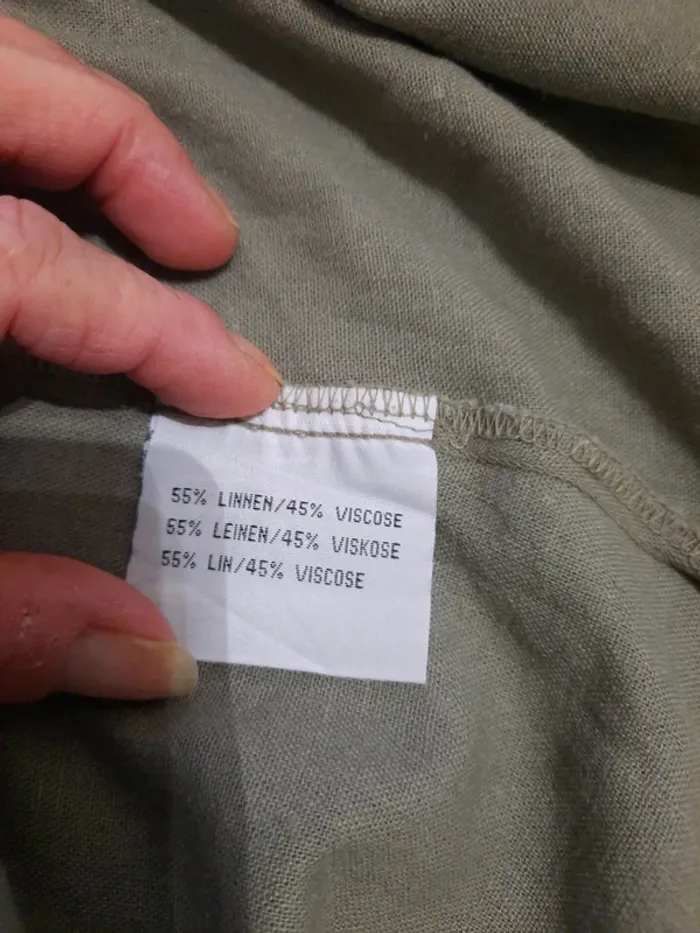 55% LINNEN/45% VISCOSE
55% LEINEN/45% VISKOSE
55% LIN/45% VISCOSE